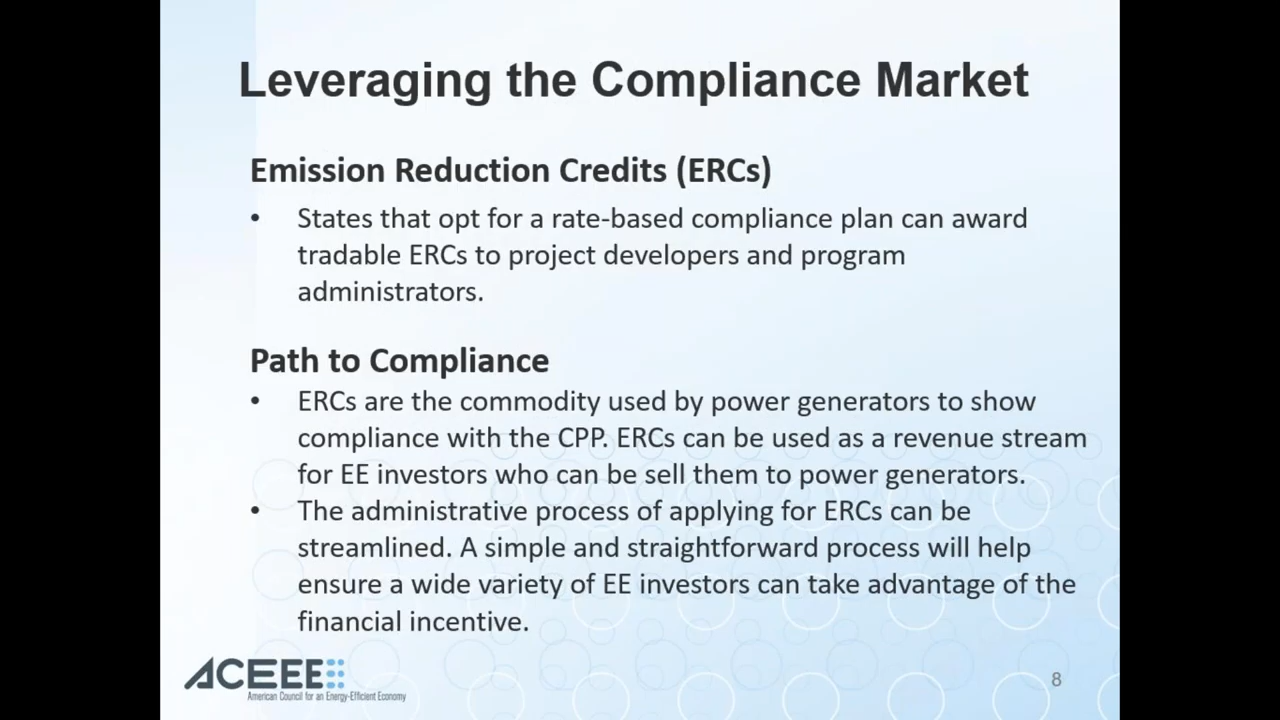 Leveraging the Compliance Market
Emission Reduction Credits (ERCs)
• States that opt for a rate-based compliance plan can award
tradable ERCs to project developers and program
administrators.
Path to Compliance
• ERCs are the commodity used by power generators to show
compliance with the CPP. ERCs can be used as a revenue stream
for EE investors who can be sell them to power generators.
• The administrative process of applying for ERCs can be
streamlined. A simple and straightforward process will help
ensure a wide variety of EE investors can take advantage of the
financial incentive.
ACEEE
American Council for an Energy-Efficient Economy
8